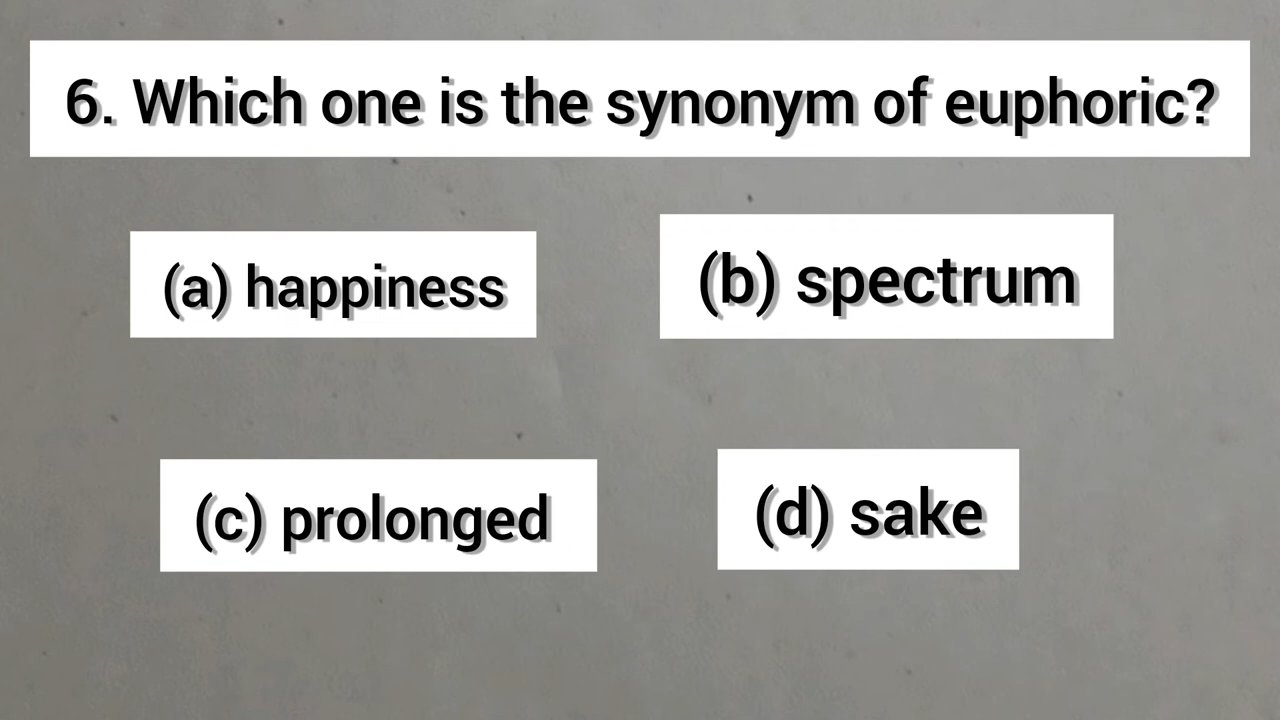 6. Which one is the synonym of euphoric?
(a) happiness
(b) spectrum
(c) prolonged
(d) sake